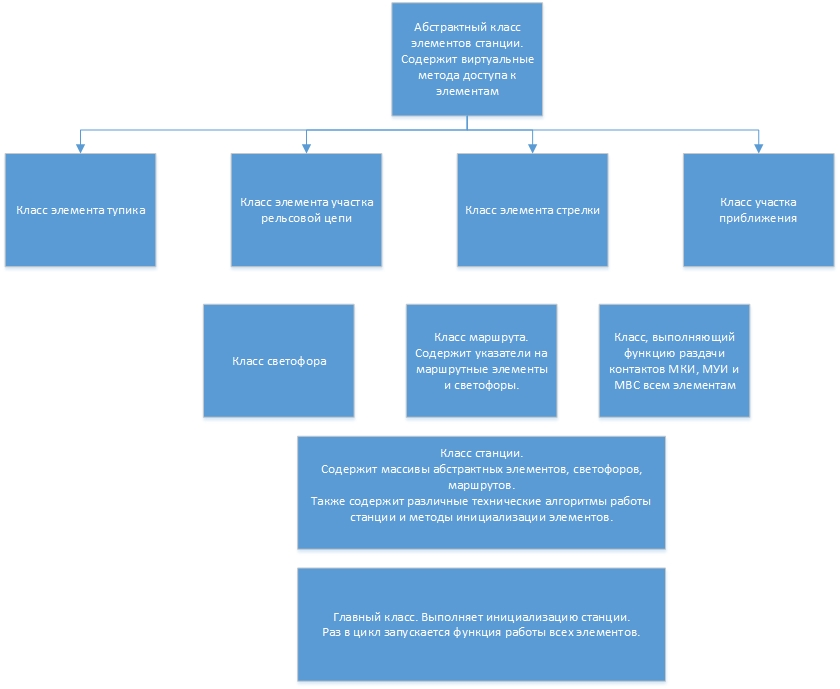 Абстрактный класс
элементов станции.
Содержит виртуальные
метода доступа к
элементам
Класс элемента тупика
Класс элемента участка
рельсовой цепи
Класс элемента стрелки
Класс участка
приближения
Класс светофора
Класс маршрута.
Содержит указатели на
маршрутные элементы
и светофоры.
Класс, выполняющий
функцию раздачи
контактов МКИ, МУИ и
МВС всем элементам
Класс станции.
Содержит массивы абстрактных элементов, светофоров,
маршрутов.
Также содержит различные технические алгоритмы работы
станции и методы инициализации элементов.
Главный класс. Выполняет инициализацию станции.
Раз в цикл запускается функция работы всех элементов.